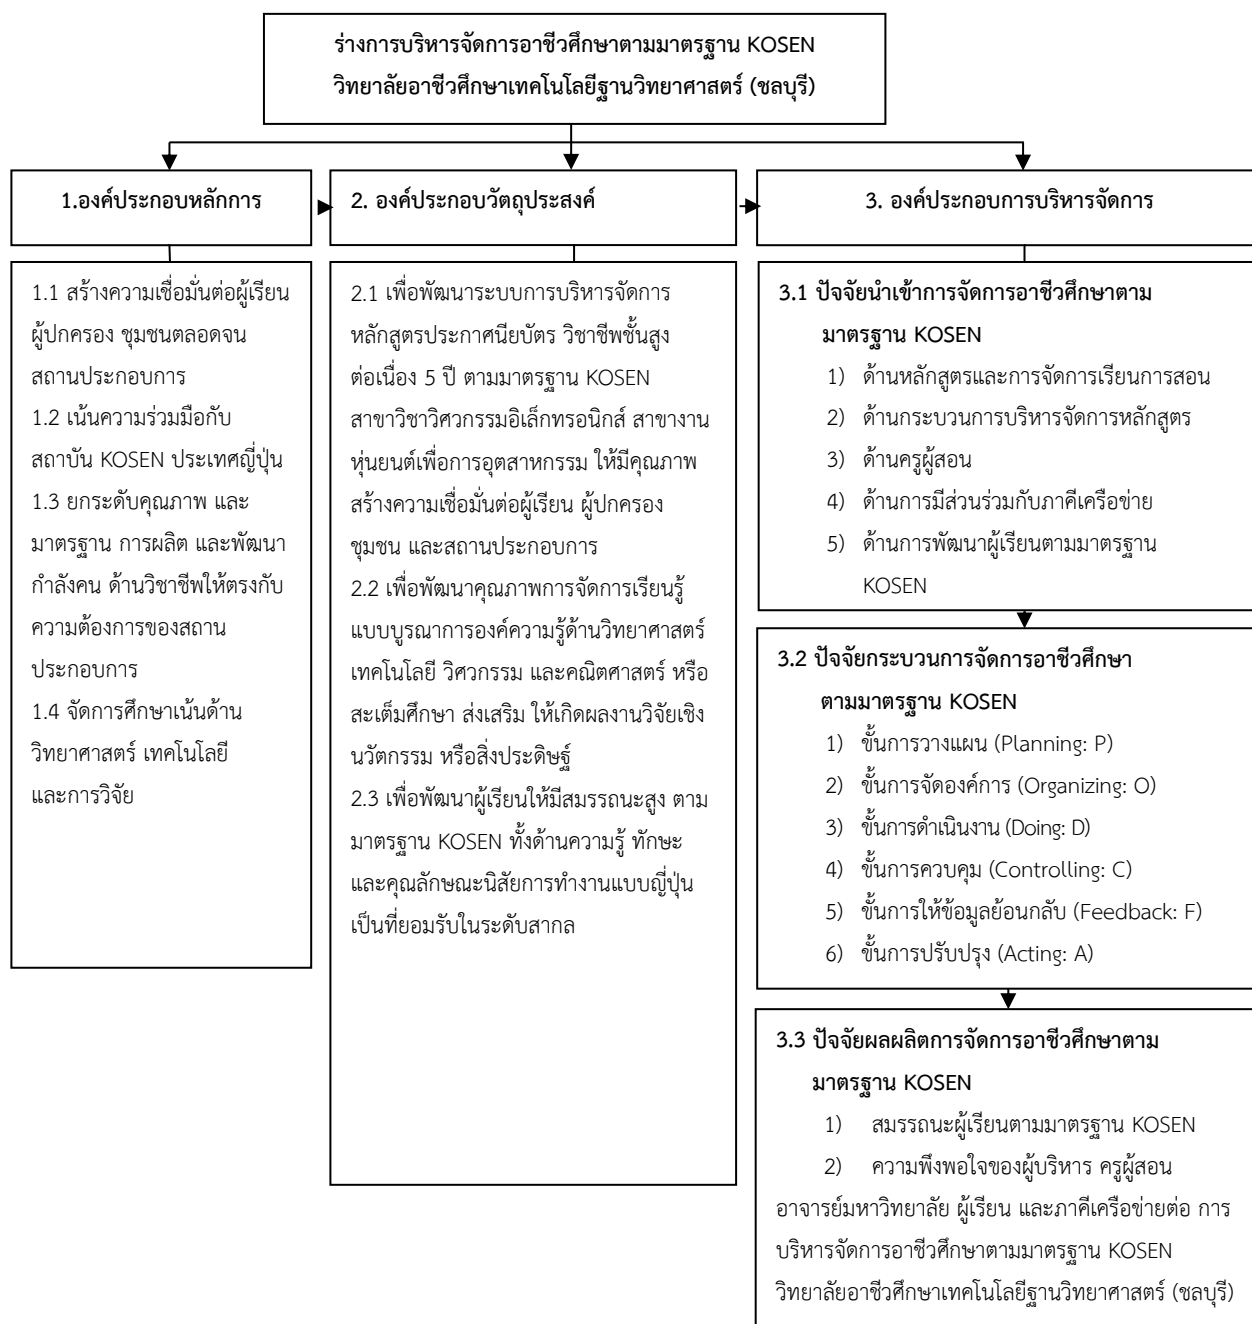 ร่างการบริหารจัดการอาชีวศึกษาตามมาตรฐาน KOSEN
วิทยาลัยอาชีวศึกษาเทคโนโลยีฐานวิทยาศาสตร์ (ชลบุรี)
1.องค์ประกอบหลักการ
2. องค์ประกอบวัตถุประสงค์
3. องค์ประกอบการบริหารจัดการ
1.1 สร้างความเชื่อมั่นต่อผู้เรียน
ผู้ปกครอง ชุมชนตลอดจน
สถานประกอบการ
1.2 เน้นความร่วมมือกับ
สถาบัน KOSEN ประเทศญี่ปุ่น
1.3 ยกระดับคุณภาพ และ
มาตรฐาน การผลิต และพัฒนา
กำลังคน ด้านวิชาชีพให้ตรงกับ
ความต้องการของสถาน
ประกอบการ
1.4 จัดการศึกษาเน้นด้าน
วิทยาศาสตร์ เทคโนโลยี
และการวิจัย
2.1 เพื่อพัฒนาระบบการบริหารจัดการ
หลักสูตรประกาศนียบัตร วิชาชีพชั้นสูง
ต่อเนื่อง 5 ปี ตามมาตรฐาน KOSEN
สาขาวิชาวิศวกรรมอิเล็กทรอนิกส์ สาขางาน
หุ่นยนต์เพื่อการอุตสาหกรรม ให้มีคุณภาพ
สร้างความเชื่อมั่นต่อผู้เรียน ผู้ปกครอง
ชุมชน และสถานประกอบการ
2.2 เพื่อพัฒนาคุณภาพการจัดการเรียนรู้
แบบบูรณาการองค์ความรู้ด้านวิทยาศาสตร์
เทคโนโลยี วิศวกรรม และคณิตศาสตร์ หรือ
สะเต็มศึกษา ส่งเสริม ให้เกิดผลงานวิจัยเชิง
นวัตกรรม หรือสิ่งประดิษฐ์
2.3 เพื่อพัฒนาผู้เรียนให้มีสมรรถนะสูง ตาม
มาตรฐาน KOSEN ทั้งด้านความรู้ ทักษะ
และคุณลักษณะนิสัยการทำงานแบบญี่ปุ่น
เป็นที่ยอมรับในระดับสากล
3.1 ปัจจัยนำเข้าการจัดการอาชีวศึกษาตาม
มาตรฐาน KOSEN
1) ด้านหลักสูตรและการจัดการเรียนการสอน
2) ด้านกระบวนการบริหารจัดการหลักสูตร
3) ด้านครูผู้สอน
4) ด้านการมีส่วนร่วมกับภาคีเครือข่าย
5) ด้านการพัฒนาผู้เรียนตามมาตรฐาน
KOSEN
3.2 ปัจจัยกระบวนการจัดการอาชีวศึกษา
ตามมาตรฐาน KOSEN
1) ขั้นการวางแผน (Planning: P)
2) ขั้นการจัดองค์การ (Organizing: O)
3) ขั้นการดำเนินงาน (Doing: D)
4) ขั้นการควบคุม (Controlling: C)
5) ขั้นการให้ข้อมูลย้อนกลับ (Feedback: F)
6) ขั้นการปรับปรุง (Acting: A)
3.3 ปัจจัยผลผลิตการจัดการอาชีวศึกษาตาม
มาตรฐาน KOSEN
1) สมรรถนะผู้เรียนตามมาตรฐาน KOSEN
2) ความพึงพอใจของผู้บริหาร ครูผู้สอน
อาจารย์มหาวิทยาลัย ผู้เรียน และภาคีเครือข่ายต่อ การ
บริหารจัดการอาชีวศึกษาตามมาตรฐาน KOSEN
วิทยาลัยอาชีวศึกษาเทคโนโลยีฐานวิทยาศาสตร์ (ชลบุรี)